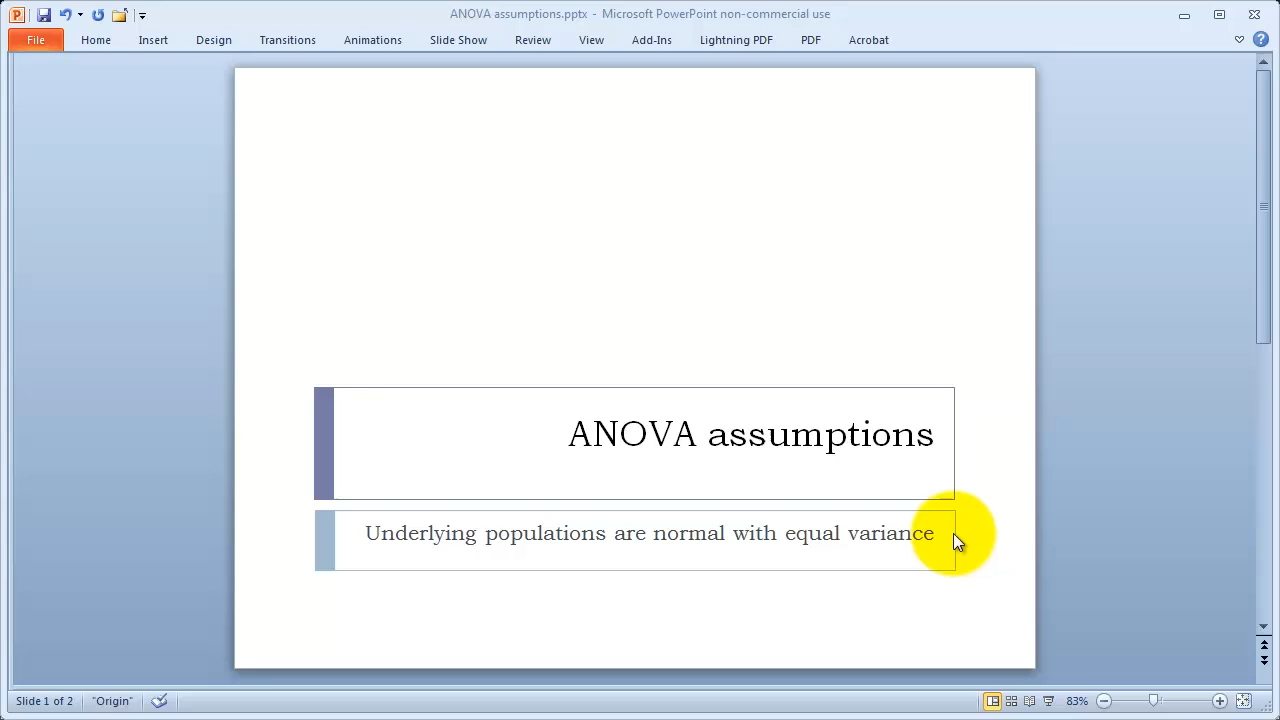 ANOVA assumptions.pptx - Microsoft PowerPoint non-commercial use
File Home Insert Design Transitions Animations Slide Show Review View Add-Ins Lightning PDF PDF Acrobat
ANOVA assumptions
Underlying populations are normal with equal variance
Slide 1 of 2 "Origin" 83%